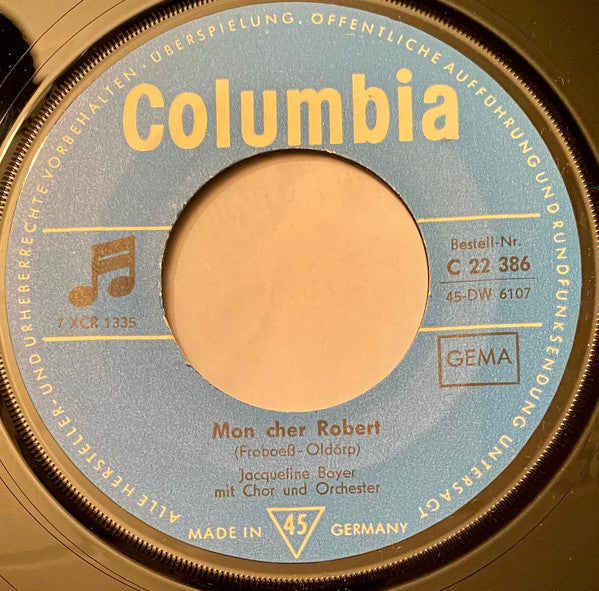 ALLE HERSTELLER- UND URHEBERRECHTE VORBEHALTEN · ÜBERSPIELUNG, ÖFFENTLICHE AUFFÜHRUNG UND RUNDFUNKSENDUNG UNTERSAGT
Columbia
Bestell-Nr.
C 22 386
45-DW 6107
7 XCR 1335
GEMA
Mon cher Robert
(Froboeß-Oldörp)
Jacqueline Boyer
mit Chor und Orchester
MADE IN 45 GERMANY